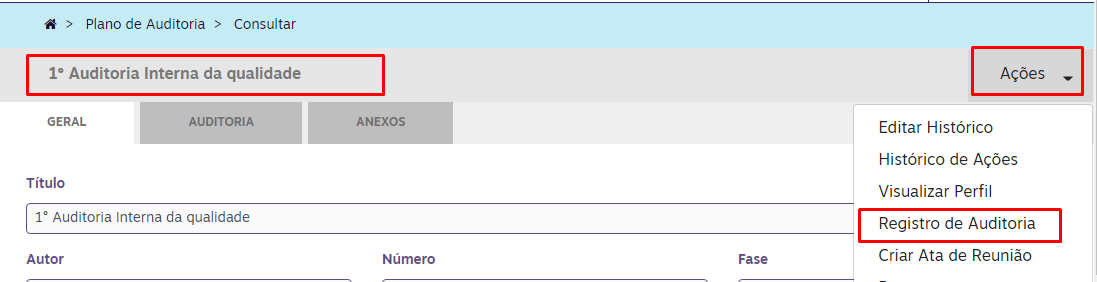 > Plano de Auditoria > Consultar
1° Auditoria Interna da qualidade
Ações
GERAL AUDITORIA ANEXOS
Editar Histórico
Histórico de Ações
Visualizar Perfil
Registro de Auditoria
Criar Ata de Reunião
Título
1° Auditoria Interna da qualidade
Autor Número Fase